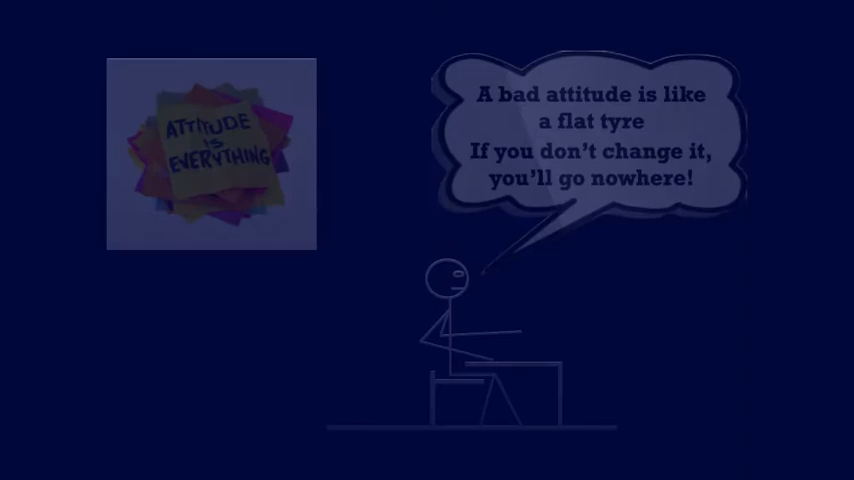 ATTITUDE
IS
EVERYTHING
A bad attitude is like
a flat tyre
If you don't change it,
you'll go nowhere!